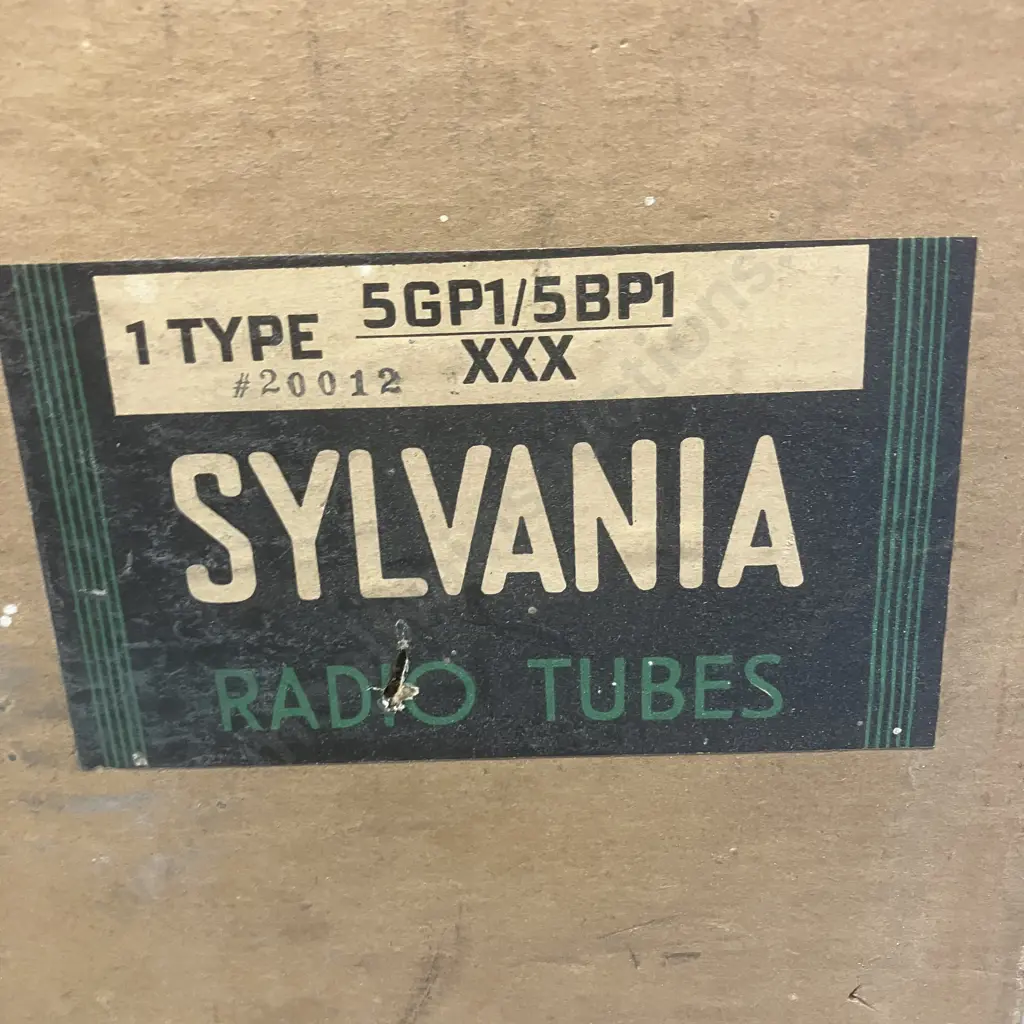 1 TYPE 5GP1/5BP1
XXX
#20012
SYLVANIA
RADIO TUBES